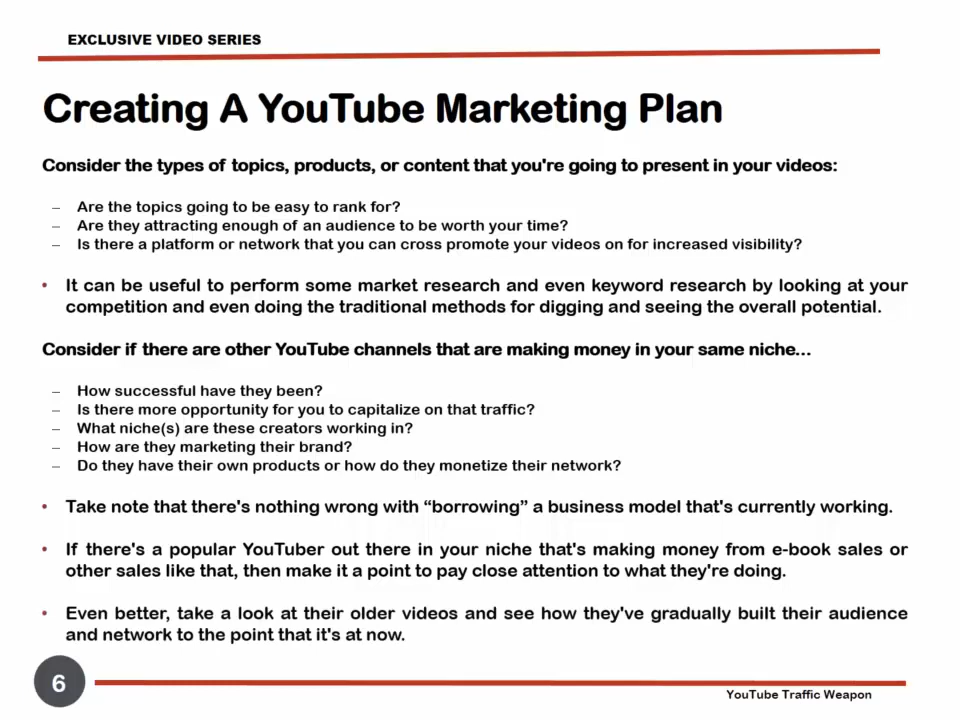 EXCLUSIVE VIDEO SERIES
Creating A YouTube Marketing Plan
Consider the types of topics, products, or content that you're going to present in your videos:
– Are the topics going to be easy to rank for?
– Are they attracting enough of an audience to be worth your time?
– Is there a platform or network that you can cross promote your videos on for increased visibility?
• It can be useful to perform some market research and even keyword research by looking at your
competition and even doing the traditional methods for digging and seeing the overall potential.
Consider if there are other YouTube channels that are making money in your same niche...
– How successful have they been?
– Is there more opportunity for you to capitalize on that traffic?
– What niche(s) are these creators working in?
– How are they marketing their brand?
– Do they have their own products or how do they monetize their network?
• Take note that there's nothing wrong with “borrowing” a business model that's currently working.
• If there's a popular YouTuber out there in your niche that's making money from e-book sales or
other sales like that, then make it a point to pay close attention to what they're doing.
• Even better, take a look at their older videos and see how they've gradually built their audience
and network to the point that it's at now.
6
YouTube Traffic Weapon